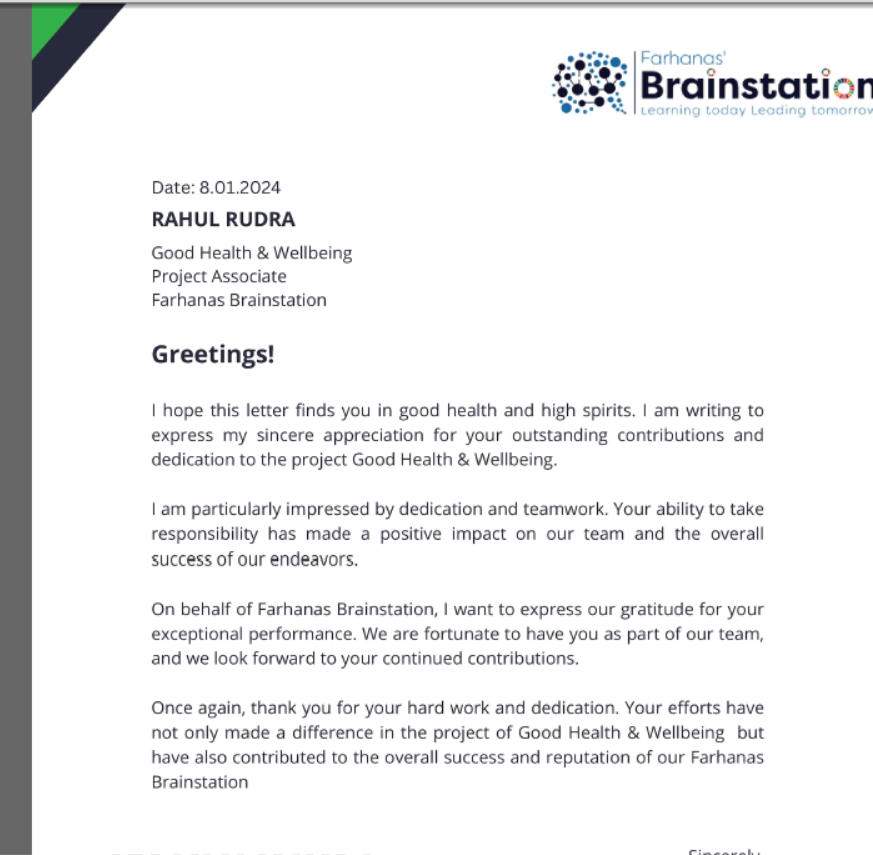 Farhanas'
Brainstation
Learning today Leading tomorrow
Date: 8.01.2024
RAHUL RUDRA
Good Health & Wellbeing
Project Associate
Farhanas Brainstation
Greetings!
I hope this letter finds you in good health and high spirits. I am writing to
express my sincere appreciation for your outstanding contributions and
dedication to the project Good Health & Wellbeing.
I am particularly impressed by dedication and teamwork. Your ability to take
responsibility has made a positive impact on our team and the overall
success of our endeavors.
On behalf of Farhanas Brainstation, I want to express our gratitude for your
exceptional performance. We are fortunate to have you as part of our team,
and we look forward to your continued contributions.
Once again, thank you for your hard work and dedication. Your efforts have
not only made a difference in the project of Good Health & Wellbeing but
have also contributed to the overall success and reputation of our Farhanas
Brainstation
Sincerely